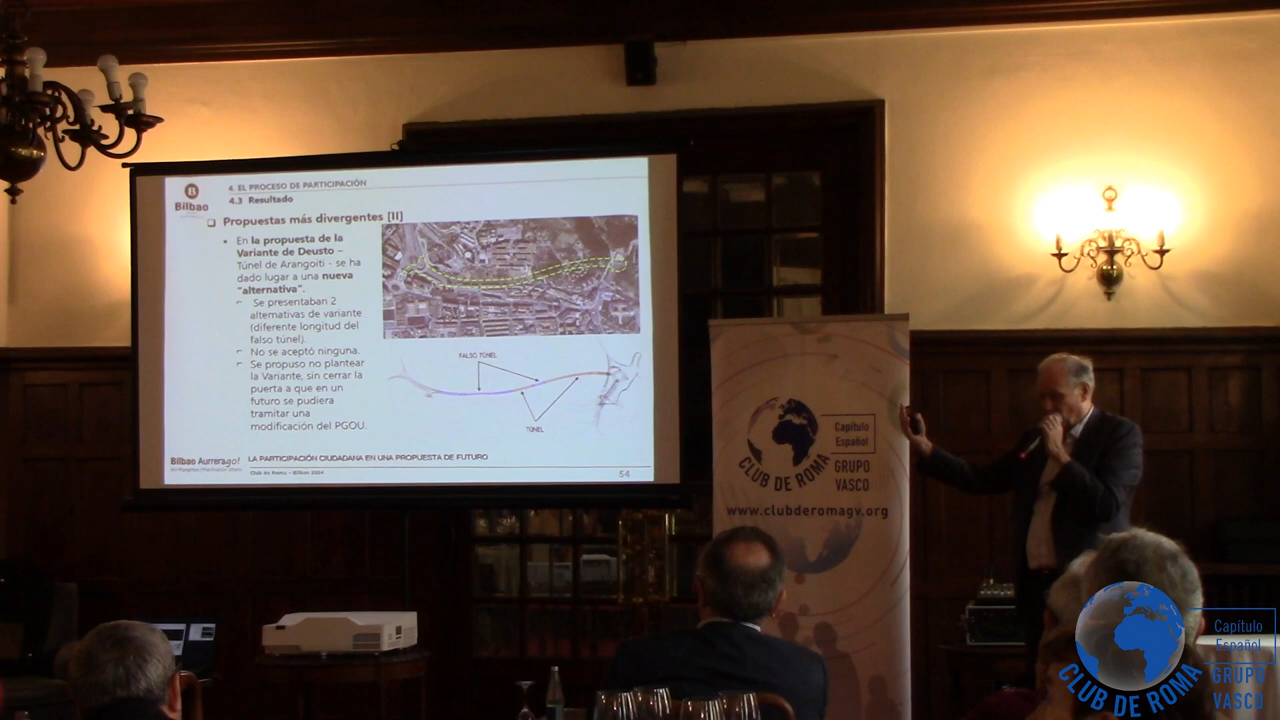 B
Bilbao
4. EL PROCESO DE PARTICIPACIÓN
4.3 Resultado
Propuestas más divergentes [II]
En la propuesta de la
Variante de Deusto –
Túnel de Arangoiti - se ha
dado lugar a una nueva
"alternativa".
Se presentaban 2
alternativas de variante
(diferente longitud del
falso túnel).
No se aceptó ninguna.
Se propuso no plantear
la Variante, sin cerrar la
puerta a que en un
futuro se pudiera
tramitar una
modificación del PGOU.
FALSO TÚNEL
TÚNEL
Bilbao Aurrerago!
LA PARTICIPACIÓN CIUDADANA EN UNA PROPUESTA DE FUTURO
Club de Roma – Bilbao 2024
54
CLUB DE ROMA
Capítulo
Español
GRUPO
VASCO
www.clubderomagv.org
CLUB DE ROMA
Capítulo
Español
GRUPO
VASCO